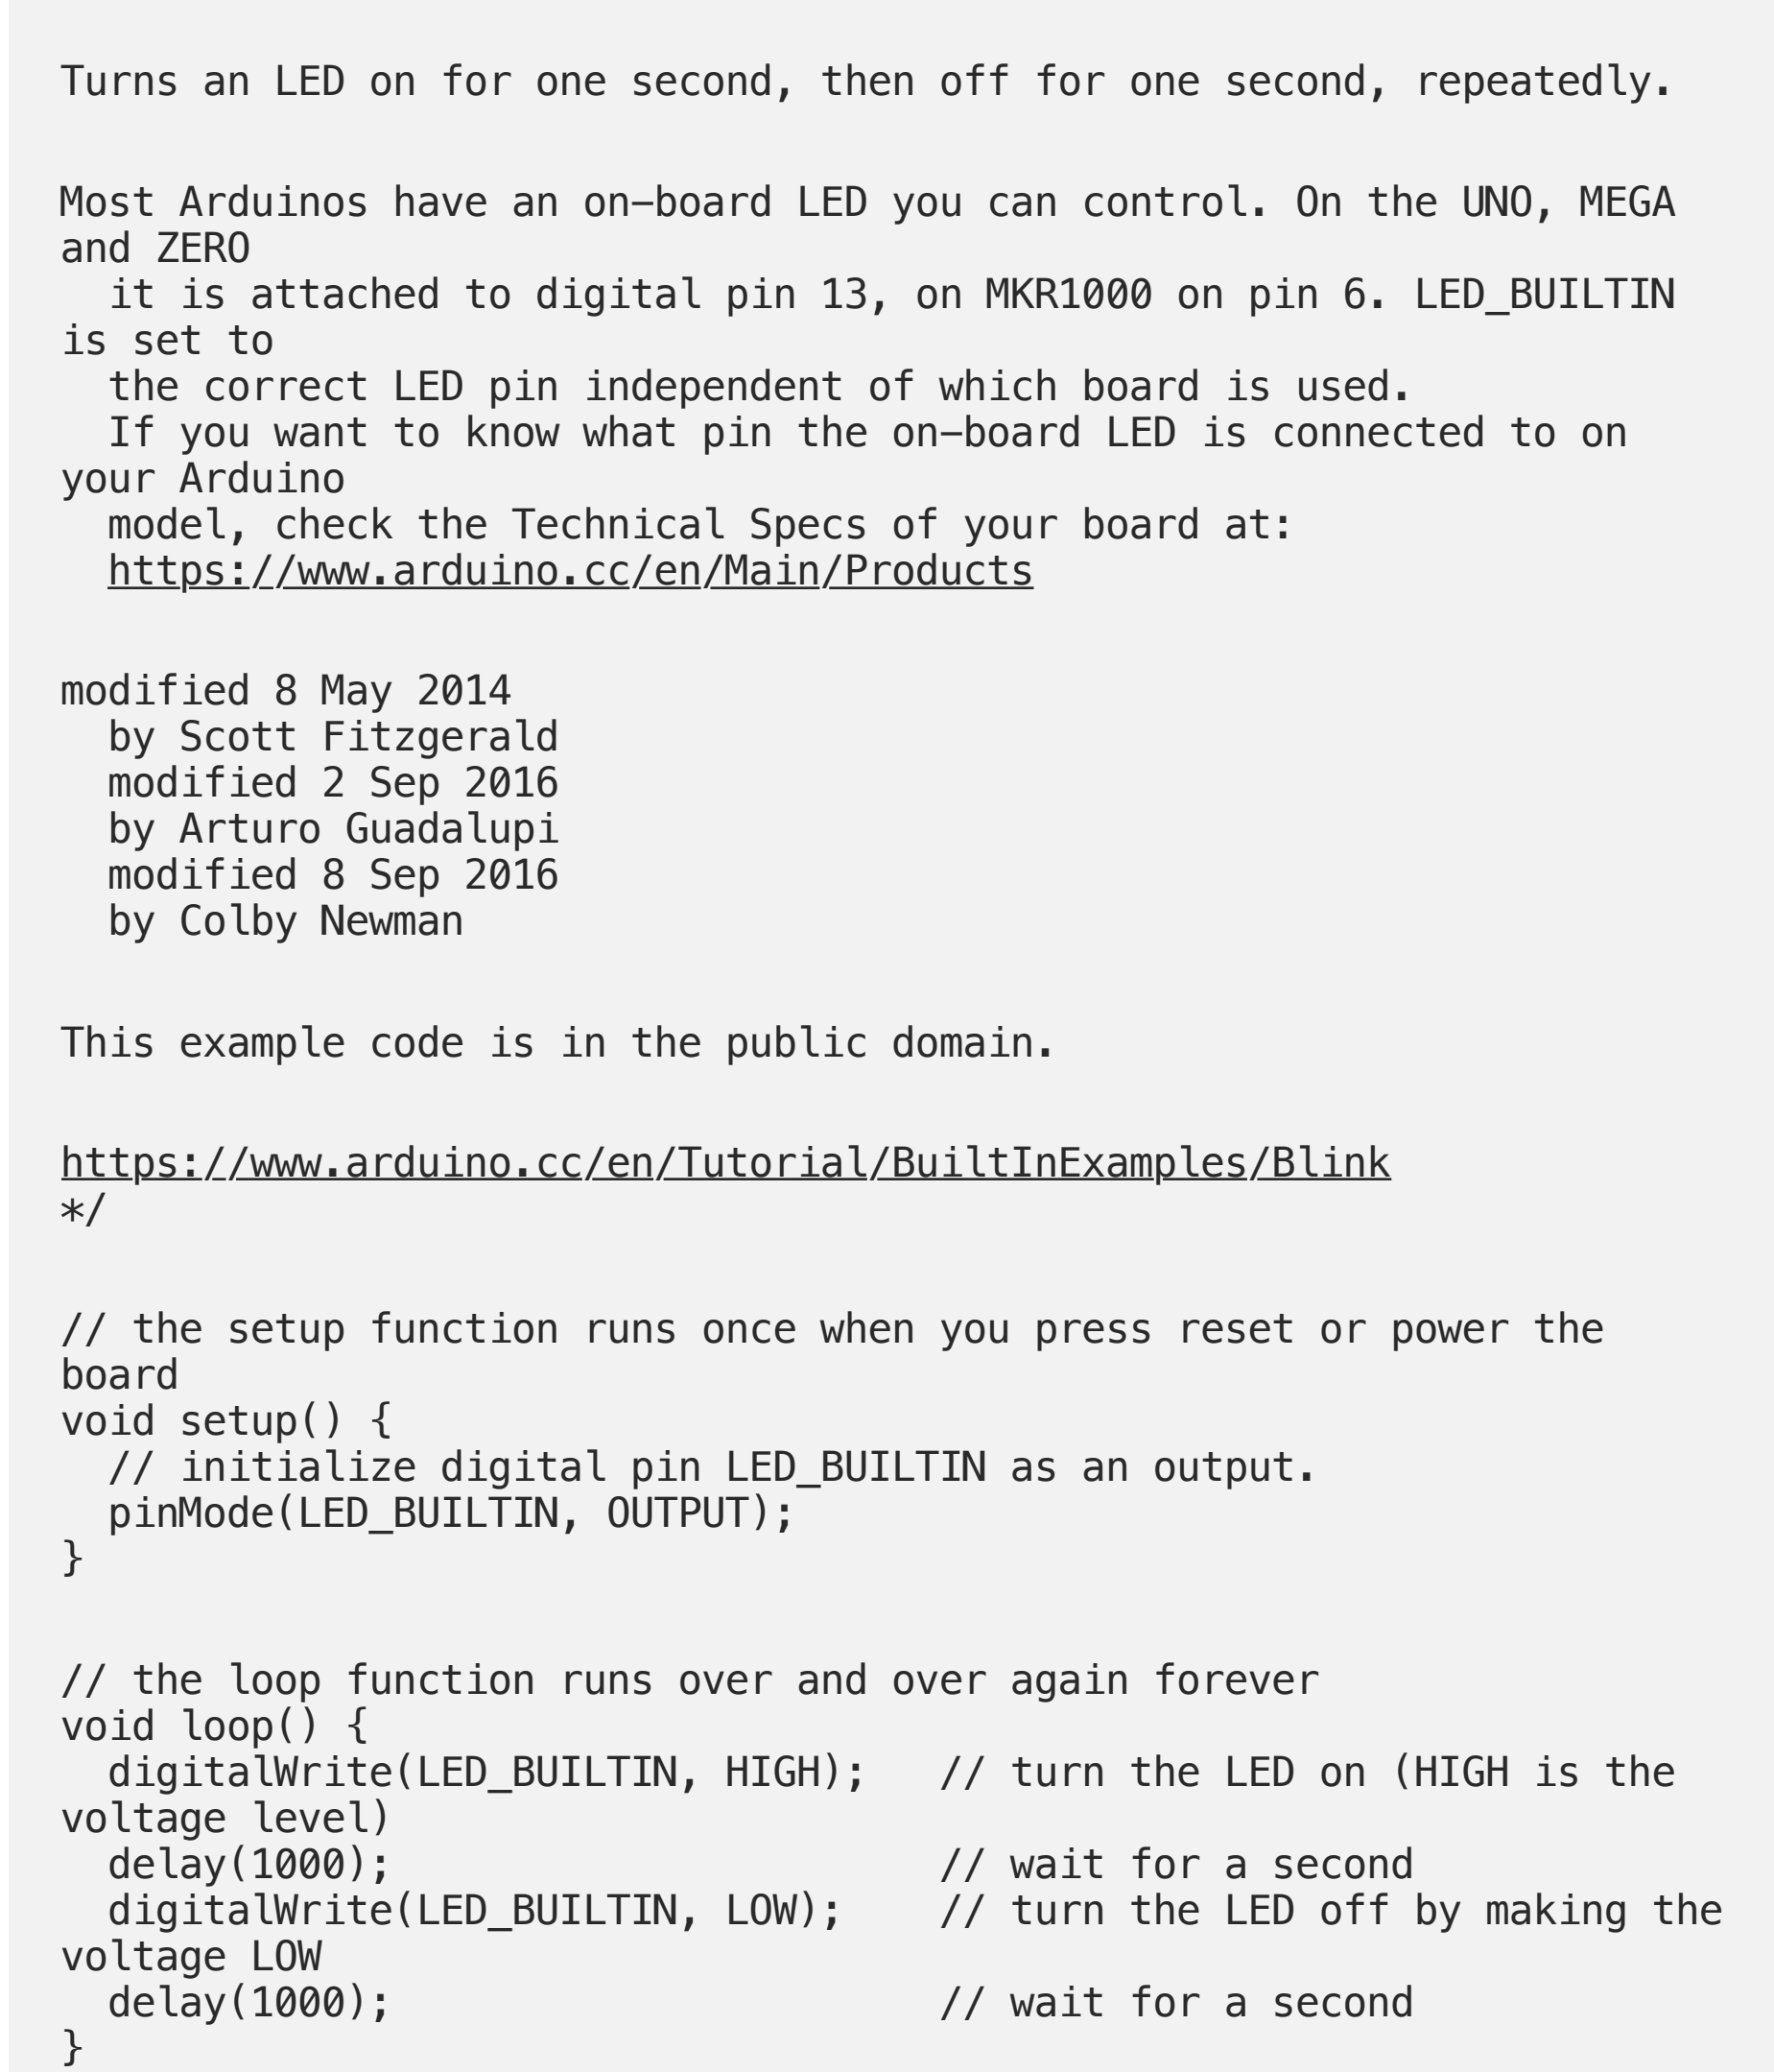 Turns an LED on for one second, then off for one second, repeatedly.
Most Arduinos have an on-board LED you can control. On the UNO, MEGA
and ZERO
  it is attached to digital pin 13, on MKR1000 on pin 6. LED_BUILTIN
is set to
  the correct LED pin independent of which board is used.
  If you want to know what pin the on-board LED is connected to on
your Arduino
  model, check the Technical Specs of your board at:
  https://www.arduino.cc/en/Main/Products
modified 8 May 2014
  by Scott Fitzgerald
  modified 2 Sep 2016
  by Arturo Guadalupi
  modified 8 Sep 2016
  by Colby Newman
This example code is in the public domain.
https://www.arduino.cc/en/Tutorial/BuiltInExamples/Blink
*/
// the setup function runs once when you press reset or power the
board
void setup() {
  // initialize digital pin LED_BUILTIN as an output.
  pinMode(LED_BUILTIN, OUTPUT);
}
// the loop function runs over and over again forever
void loop() {
  digitalWrite(LED_BUILTIN, HIGH);   // turn the LED on (HIGH is the
voltage level)
  delay(1000);                       // wait for a second
  digitalWrite(LED_BUILTIN, LOW);    // turn the LED off by making the
voltage LOW
  delay(1000);                       // wait for a second
}